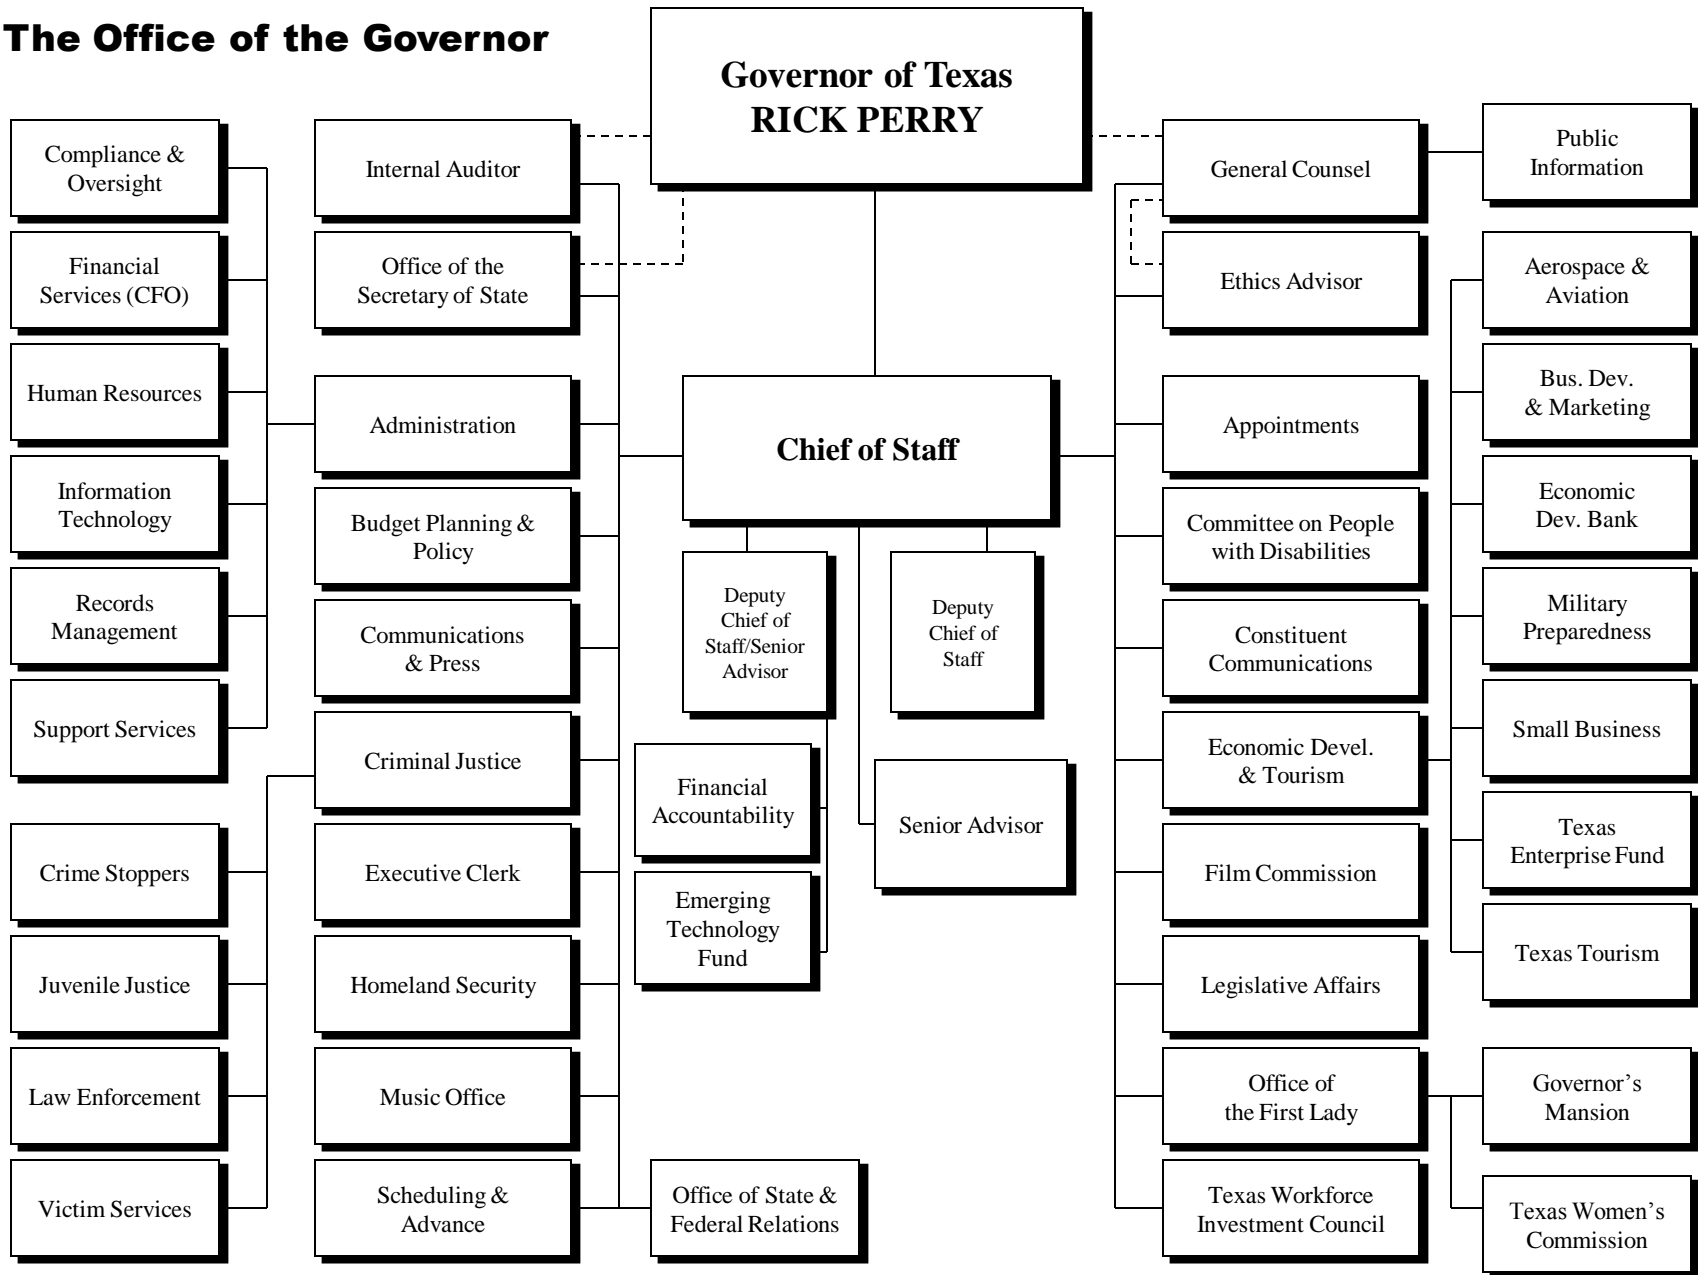 The Office of the Governor
Governor of Texas
RICK PERRY
Compliance &
Oversight
Financial
Services (CFO)
Human Resources
Information
Technology
Records
Management
Support Services
Crime Stoppers
Juvenile Justice
Law Enforcement
Victim Services
Internal Auditor
Office of the
Secretary of State
Administration
Budget Planning &
Policy
Communications
& Press
Criminal Justice
Executive Clerk
Homeland Security
Music Office
Scheduling &
Advance
Chief of Staff
Deputy
Chief of
Staff/Senior
Advisor
Deputy
Chief of
Staff
Financial
Accountability
Emerging
Technology
Fund
Senior Advisor
Office of State &
Federal Relations
General Counsel
Ethics Advisor
Appointments
Committee on People
with Disabilities
Constituent
Communications
Economic Devel.
& Tourism
Film Commission
Legislative Affairs
Office of
the First Lady
Texas Workforce
Investment Council
Public
Information
Aerospace &
Aviation
Bus. Dev.
& Marketing
Economic
Dev. Bank
Military
Preparedness
Small Business
Texas
Enterprise Fund
Texas Tourism
Governor’s
Mansion
Texas Women’s
Commission